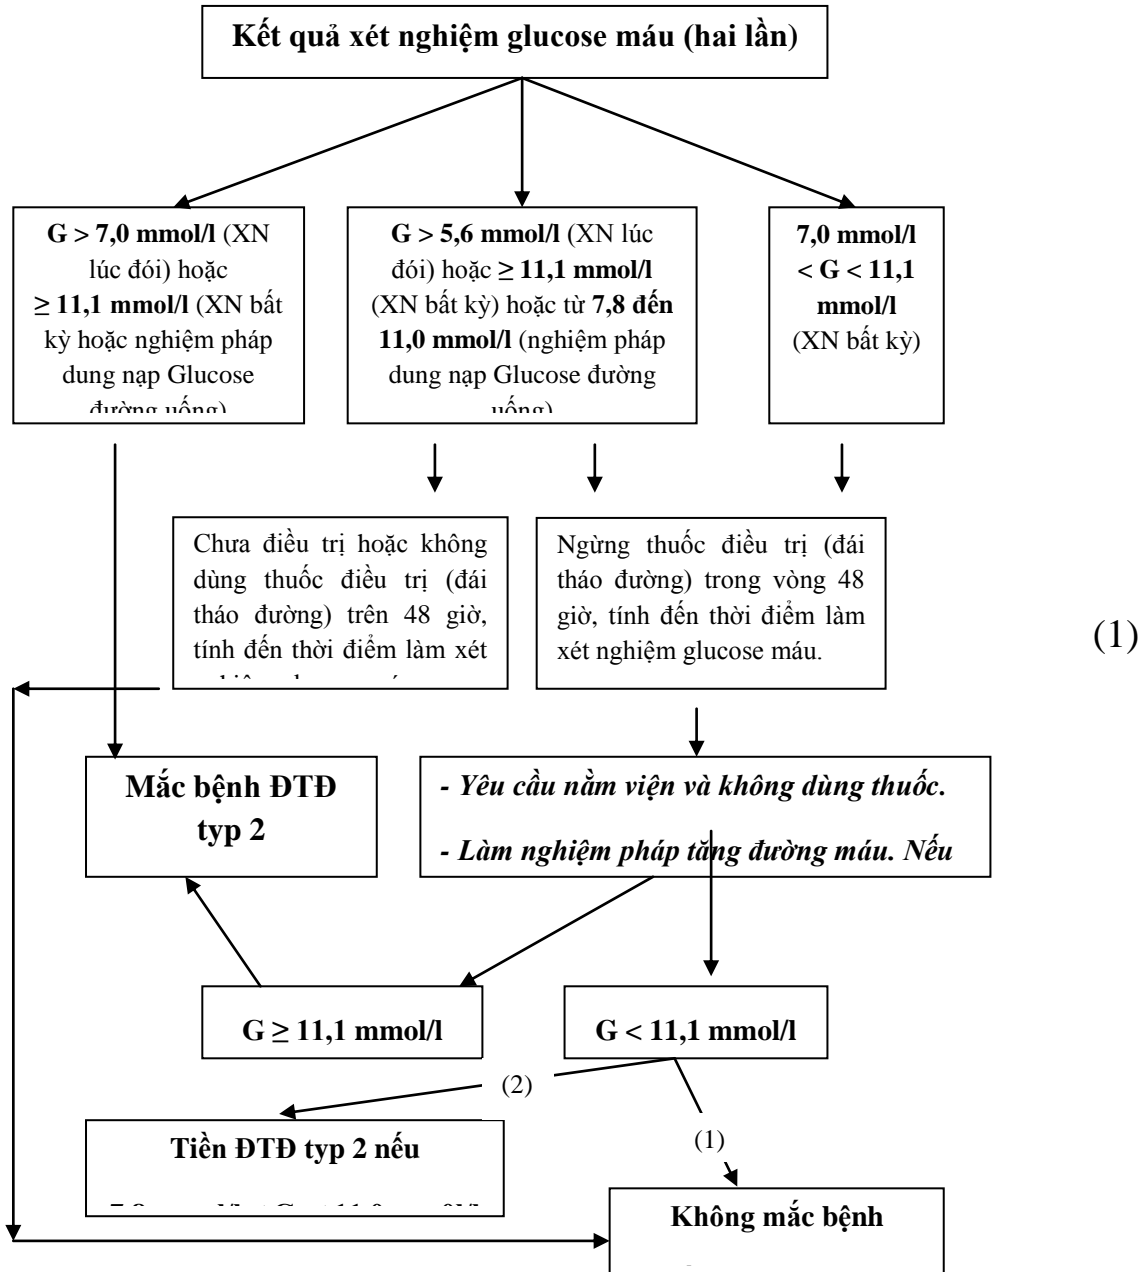 Kết quả xét nghiệm glucose máu (hai lần)
G > 7,0 mmol/l (XN
lúc đói) hoặc
≥ 11,1 mmol/l (XN bất
kỳ hoặc nghiệm pháp
dung nạp Glucose
đường uống)
G > 5,6 mmol/l (XN lúc
đói) hoặc ≥ 11,1 mmol/l
(XN bất kỳ) hoặc từ 7,8 đến
11,0 mmol/l (nghiệm pháp
dung nạp Glucose đường
uống)
7,0 mmol/l
< G < 11,1
mmol/l
(XN bất kỳ)
Chưa điều trị hoặc không
dùng thuốc điều trị (đái
tháo đường) trên 48 giờ,
tính đến thời điểm làm xét
Ngừng thuốc điều trị (đái
tháo đường) trong vòng 48
giờ, tính đến thời điểm làm
xét nghiệm glucose máu.
(1)
Mắc bệnh ĐTĐ
typ 2
- Yêu cầu nằm viện và không dùng thuốc.
- Làm nghiệm pháp tăng đường máu. Nếu
G ≥ 11,1 mmol/l
G < 11,1 mmol/l
(2)
(1)
Tiền ĐTĐ typ 2 nếu
Không mắc bệnh